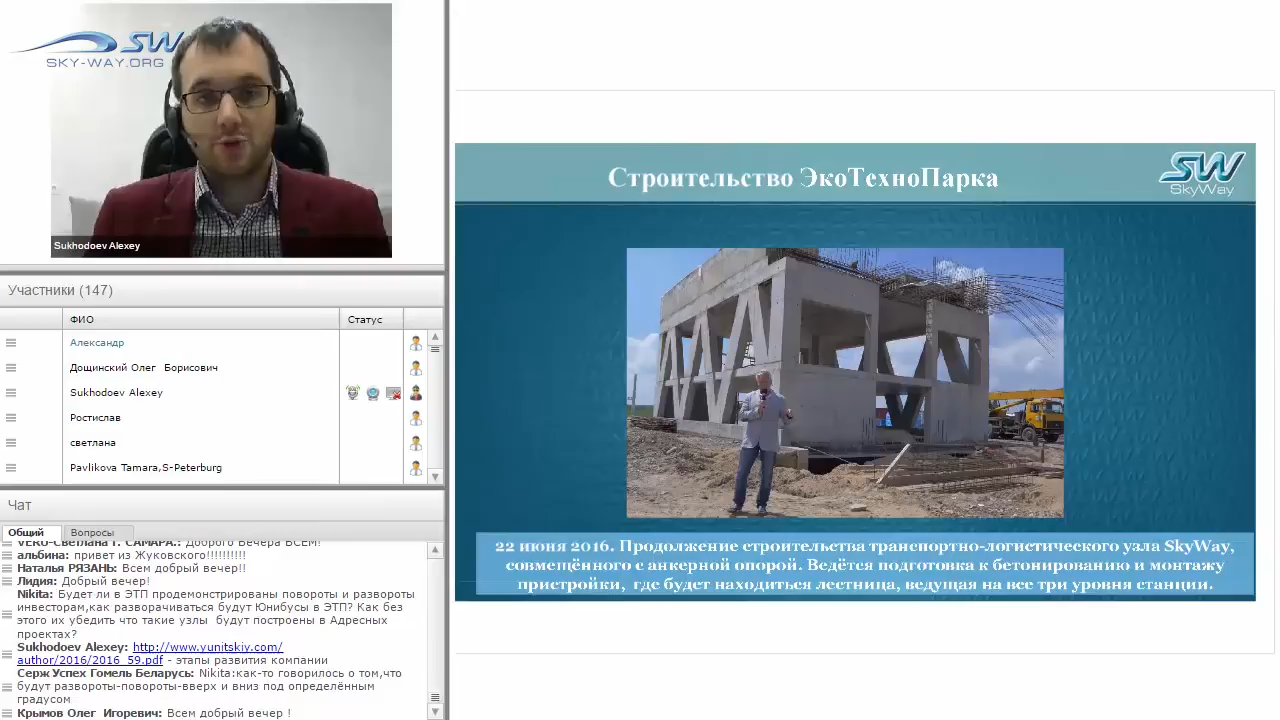 SW
SKY-WAY.ORG
Sukhodoev Alexey
Участники (147)
ФИО Статус
Александр
Дощинский Олег Борисович
Sukhodoev Alexey
Ростислав
светлана
Pavlikova Tamara,S-Peterburg
Чат
Общий Вопросы
САМАРА.: Доброго Вечера ВСЕМ!
альбина: привет из Жуковского!!!!!!!!!!
Наталья РЯЗАНЬ: Всем добрый вечер!!
Лидия: Добрый вечер!
Nikita: Будет ли в ЭТП продемонстрированы повороты и развороты
инвесторам,как разворачиваться будут Юнибусы в ЭТП? Как без
этого их убедить что такие узлы будут построены в Адресных
проектах?
Sukhodoev Alexey: http://www.yunitskiy.com/
author/2016/2016_59.pdf - этапы развития компании
Серж Успех Гомель Беларусь: Nikita:как-то говорилось о том,что
будут развороты-повороты-вверх и вниз под определённым
градусом
Крымов Олег Игоревич: Всем добрый вечер !
Строительство ЭкоТехноПарка
SW
SkyWay
22 июня 2016. Продолжение строительства транспортно-логистического узла SkyWay,
совмещённого с анкерной опорой. Ведётся подготовка к бетонированию и монтажу
пристройки, где будет находиться лестница, ведущая на все три уровня станции.